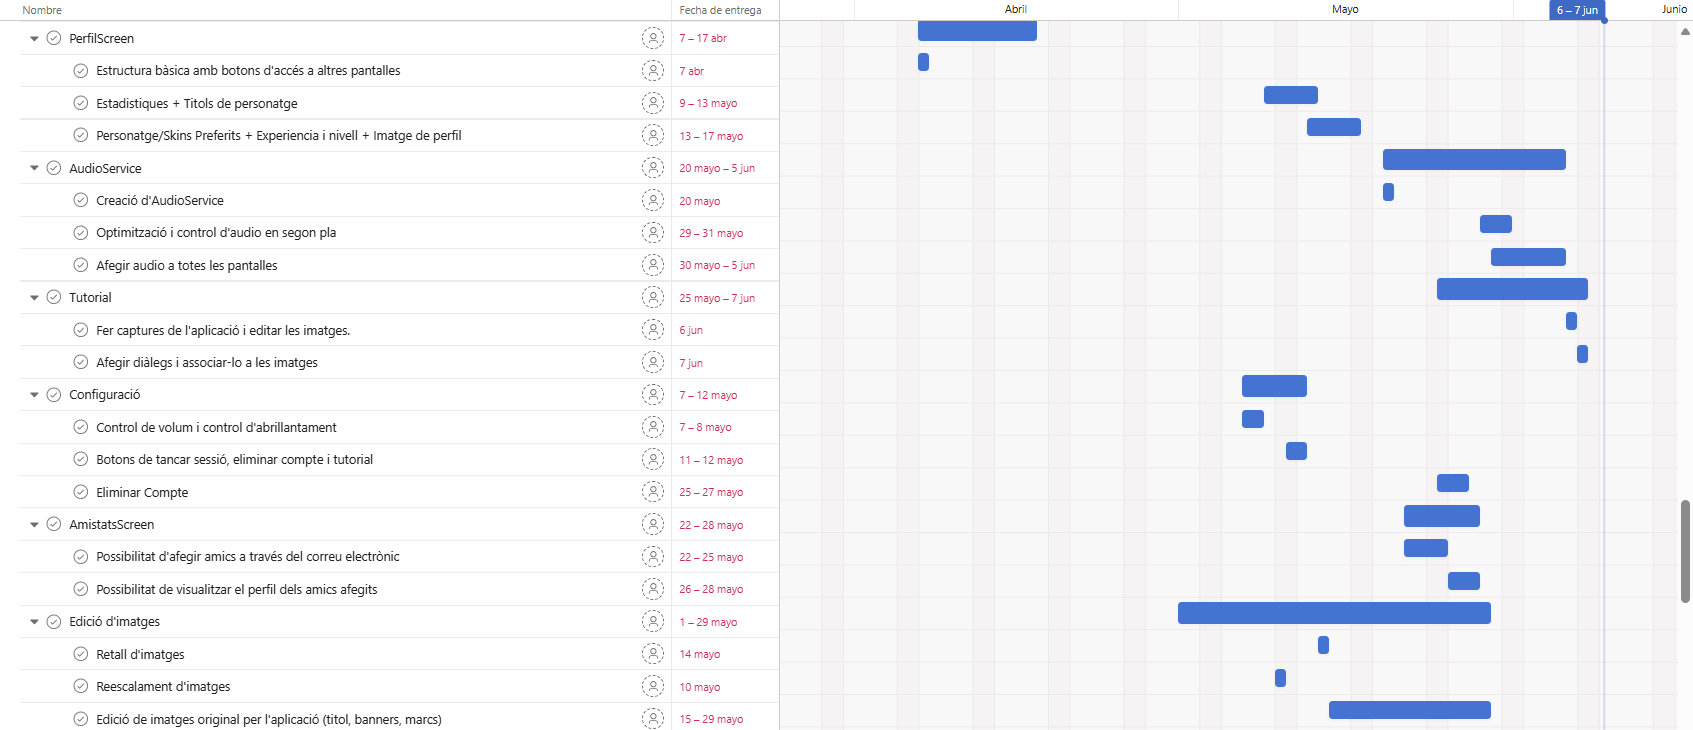 Nombre Fecha de entrega Abril Mayo 6 – 7 jun Junio
PerfilScreen 7 – 17 abr
Estructura bàsica amb botons d'accés a altres pantalles 7 abr
Estadistiques + Titols de personatge 9 – 13 mayo
Personatge/Skins Preferits + Experiencia i nivell + Imatge de perfil 13 – 17 mayo
AudioService 20 mayo – 5 jun
Creació d'AudioService 20 mayo
Optimització i control d'audio en segon pla 29 – 31 mayo
Afegir audio a totes les pantalles 30 mayo – 5 jun
Tutorial 25 mayo – 7 jun
Fer captures de l'aplicació i editar les imatges. 6 jun
Afegir diàlegs i associar-lo a les imatges 7 jun
Configuració 7 – 12 mayo
Control de volum i control d'abrillantament 7 – 8 mayo
Botons de tancar sessió, eliminar compte i tutorial 11 – 12 mayo
Eliminar Compte 25 – 27 mayo
AmistatsScreen 22 – 28 mayo
Possibilitat d'afegir amics a través del correu electrònic 22 – 25 mayo
Possibilitat de visualitzar el perfil dels amics afegits 26 – 28 mayo
Edició d'imatges 1 – 29 mayo
Retall d'imatges 14 mayo
Reescalament d'imatges 10 mayo
Edició de imatges original per l'aplicació (titol, banners, marcs) 15 – 29 mayo